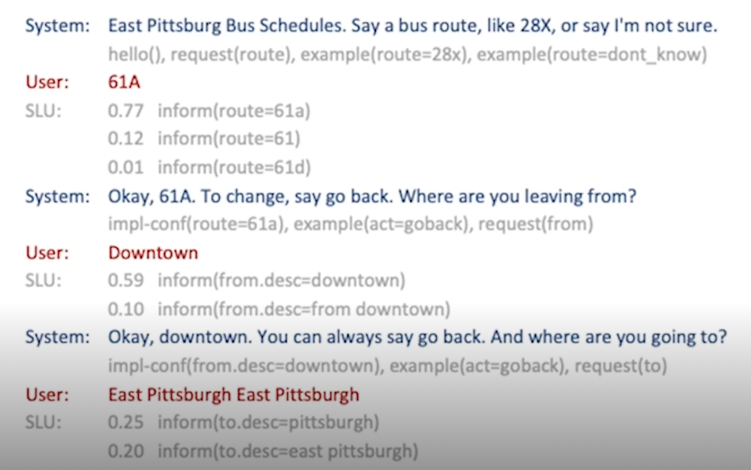 System: East Pittsburg Bus Schedules. Say a bus route, like 28X, or say I'm not sure.
hello(), request(route), example(route=28x), example(route=dont_know)
User: 61A
SLU: 0.77 inform(route=61a)
0.12 inform(route=61)
0.01 inform(route=61d)
System: Okay, 61A. To change, say go back. Where are you leaving from?
impl-conf(route=61a), example(act=goback), request(from)
User: Downtown
SLU: 0.59 inform(from.desc=downtown)
0.10 inform(from.desc=from downtown)
System: Okay, downtown. You can always say go back. And where are you going to?
impl-conf(from.desc=downtown), example(act=goback), request(to)
User: East Pittsburgh East Pittsburgh
SLU: 0.25 inform(to.desc=pittsburgh)
0.20 inform(to.desc=east pittsburgh)